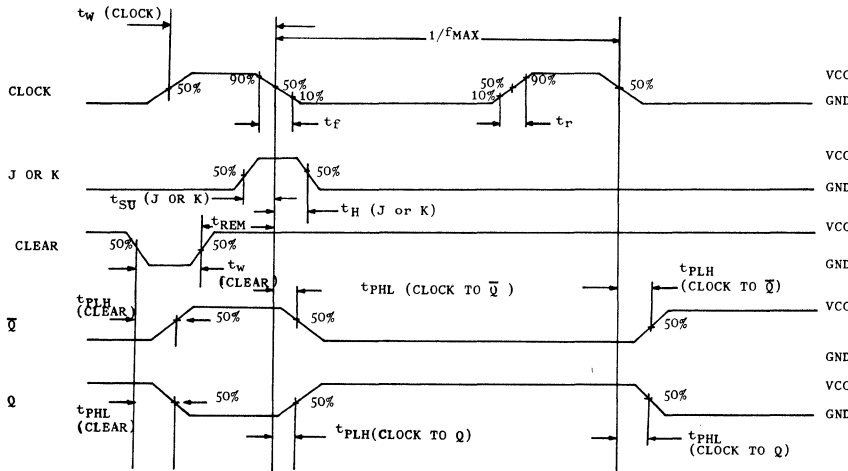 tW (CLOCK)
1/fMAX
CLOCK
50%
90%
50%
10%
50%
10%
90%
50%
VCC
GND
tf
tr
J OR K
50%
50%
VCC
GND
tSU (J OR K)
tH (J or K)
tREM
CLEAR
50%
50%
VCC
GND
tw
(CLEAR)
tPHL (CLOCK TO Q̅ )
tPLH
(CLOCK TO Q̅)
tPLH
(CLEAR)
Q̅
50%
50%
50%
VCC
GND
Q
50%
50%
50%
VCC
GND
tPHL
(CLEAR)
tPLH(CLOCK TO Q)
tPHL
(CLOCK TO Q)